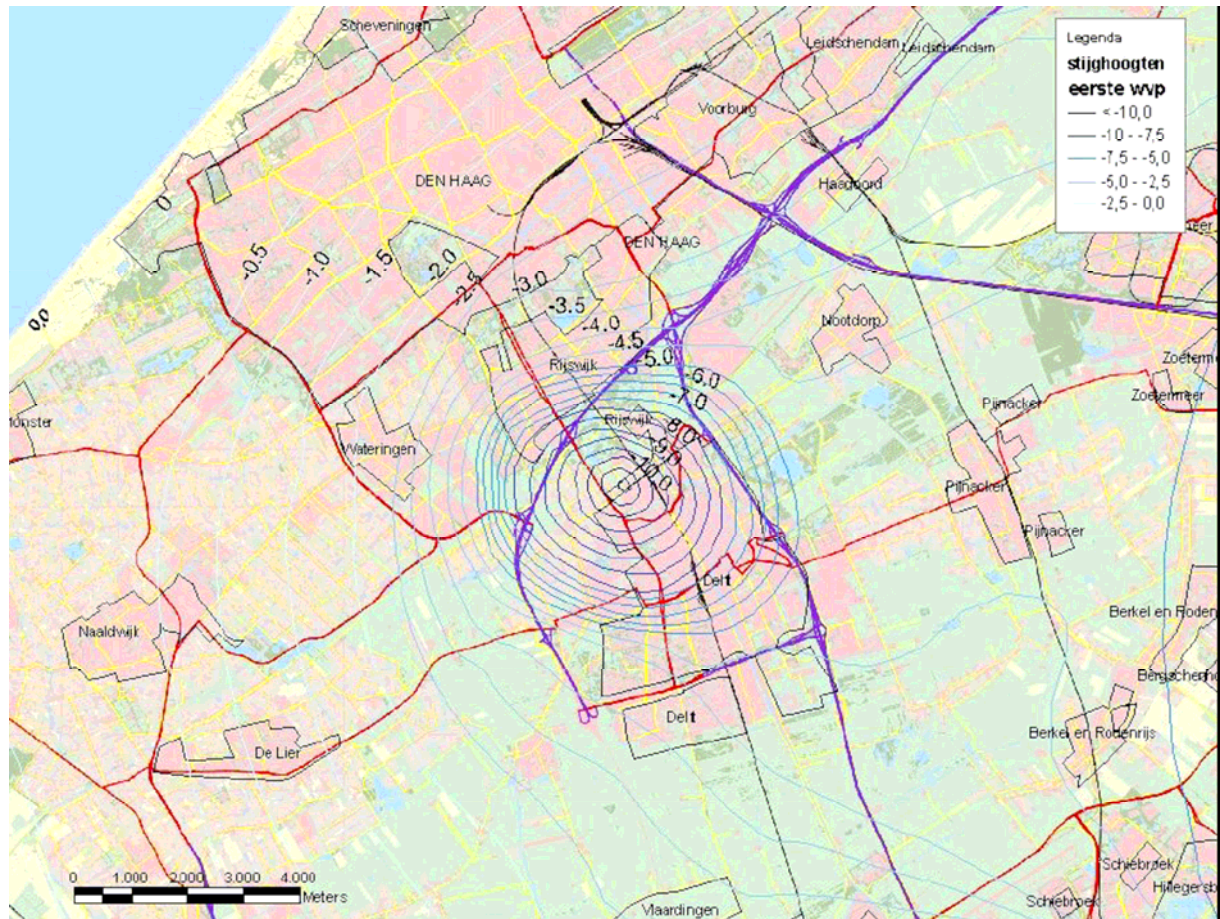 Scheveningen
Leidschendam
Leidschendam
Legenda
stijghoogten
eerste wvp
< -10,0
-10 - -7,5
-7,5 - -5,0
-5,0 - -2,5
-2,5 - 0,0
Voorburg
DEN HAAG
Haagoord
0
DEN HAAG
-0.5
-1.0
-1.5
-2.0
-2.5
-3.0
-3.5
-4.0
-4.5
-5.0
-6.0
-7.0
-8.0
-9.0
-10.0
0,0
Nootdorp
Rijswijk
Rijswijk
Pijnacker
Wateringen
Pijnacker
Pijnacker
Delft
Naaldwijk
Delft
De Lier
Berkel en Rodenrijs
Schiebroek
Schiebroek
Vlaardingen
0 1.000 2.000 3.000 4.000
Meters